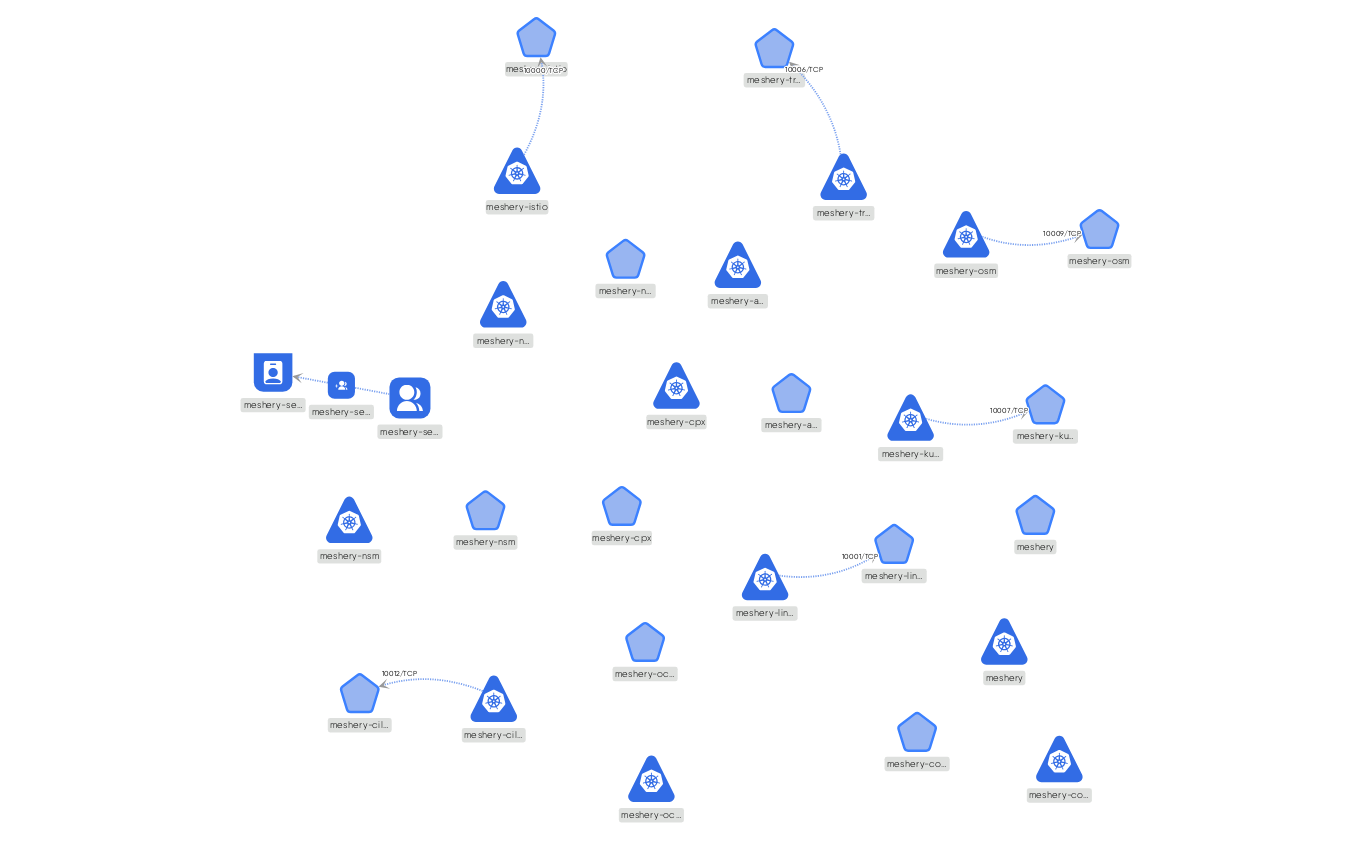 10000/TCP
10006/TCP
meshery-tr...
meshery-istio
meshery-tr...
10009/TCP
meshery-osm
meshery-osm
meshery-n...
meshery-a...
meshery-n...
meshery-se...
meshery-se...
meshery-se...
meshery-cpx
meshery-a...
10007/TCP
meshery-ku...
meshery-ku...
meshery-nsm
meshery-nsm
meshery-cpx
meshery
10001/TCP
meshery-lin...
meshery-lin...
meshery-oc...
meshery
10012/TCP
meshery-cil...
meshery-cil...
meshery-co...
meshery-co...
meshery-oc...